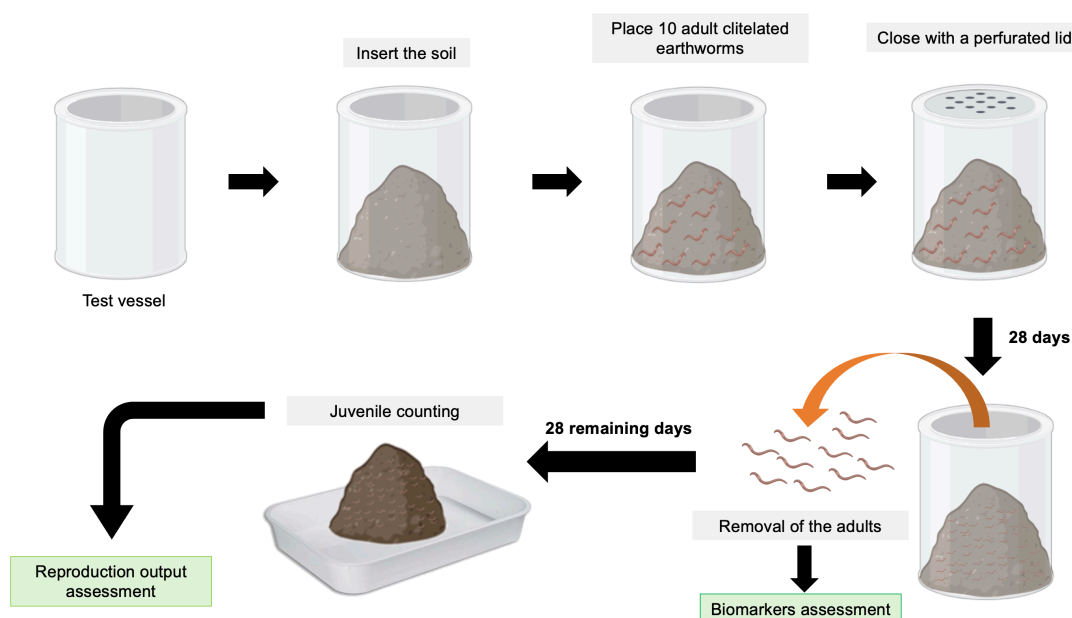 Place 10 adult clitelated
earthworms
Insert the soil
Close with a perfurated lid
Test vessel
28 days
Juvenile counting
28 remaining days
Removal of the adults
Reproduction output
assessment
Biomarkers assessment